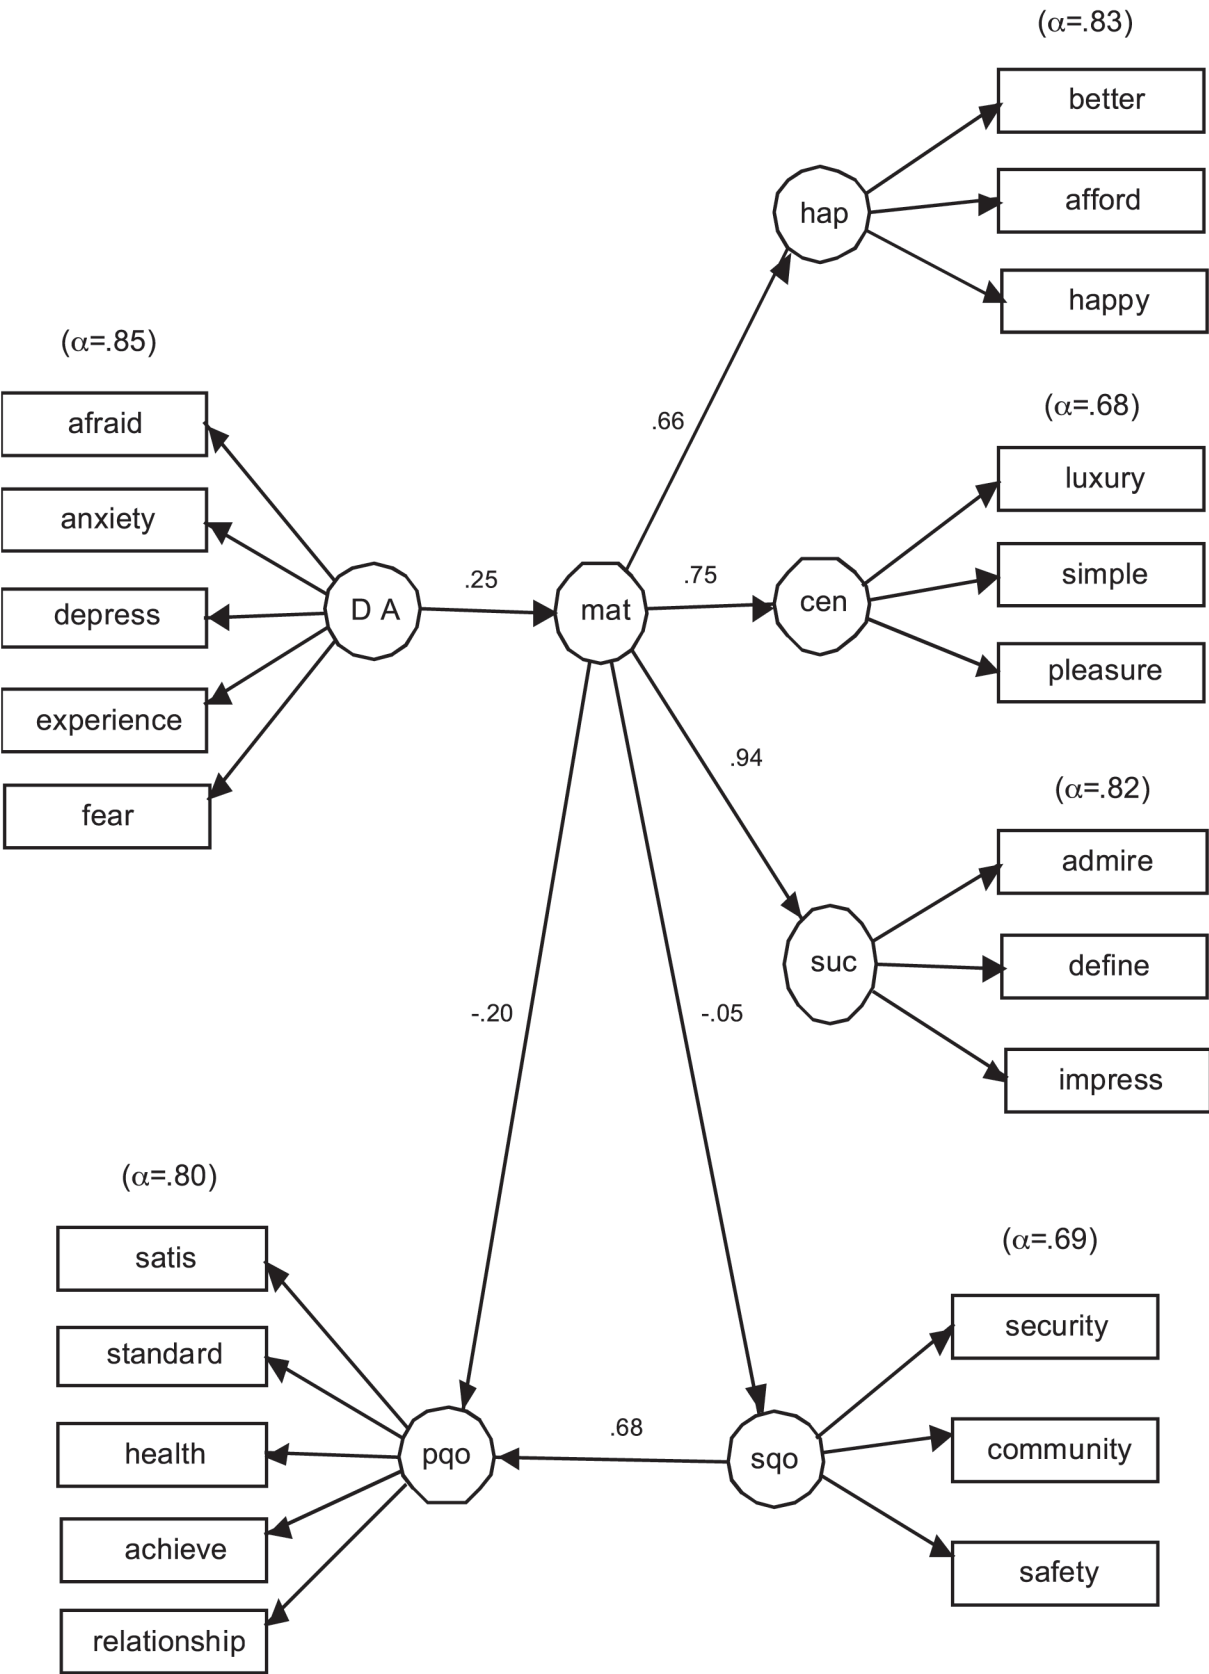 (α=.83)
better
afford
hap
happy
(α=.85)
.66
(α=.68)
afraid
luxury
anxiety
.25
.75
simple
depress
D A
mat
cen
pleasure
experience
.94
(α=.82)
fear
admire
suc
define
-.20
-.05
impress
(α=.80)
(α=.69)
satis
security
standard
.68
health
pqo
sqo
community
achieve
safety
relationship